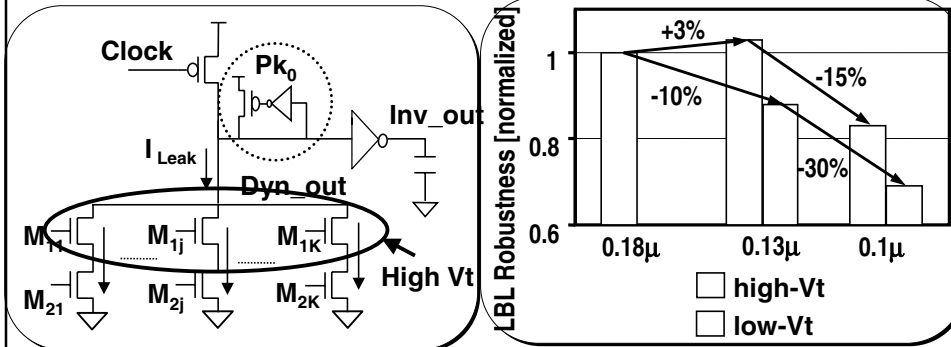 Clock
Pk0
Inv_out
I Leak
Dyn_out
M11
M1j
M1K
M21
M2j
M2K
High Vt
LBL Robustness [normalized]
1
0.8
0.6
+3%
-10%
-15%
-30%
0.18μ
0.13μ
0.1μ
high-Vt
low-Vt